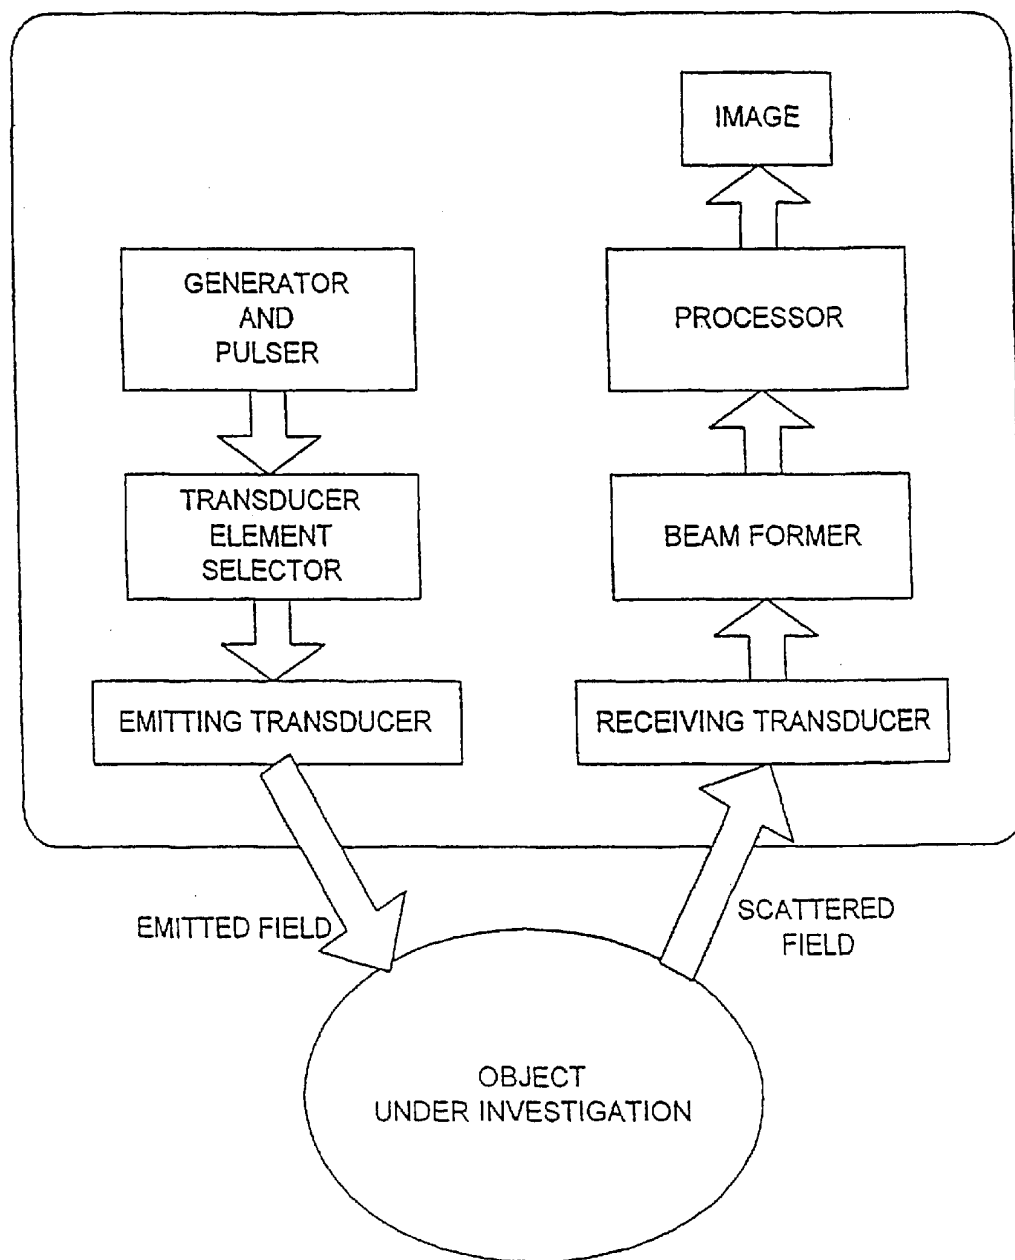 IMAGE
GENERATOR
AND
PULSER
PROCESSOR
TRANSDUCER
ELEMENT
SELECTOR
BEAM FORMER
EMITTING TRANSDUCER
RECEIVING TRANSDUCER
EMITTED FIELD
SCATTERED
FIELD
OBJECT
UNDER INVESTIGATION